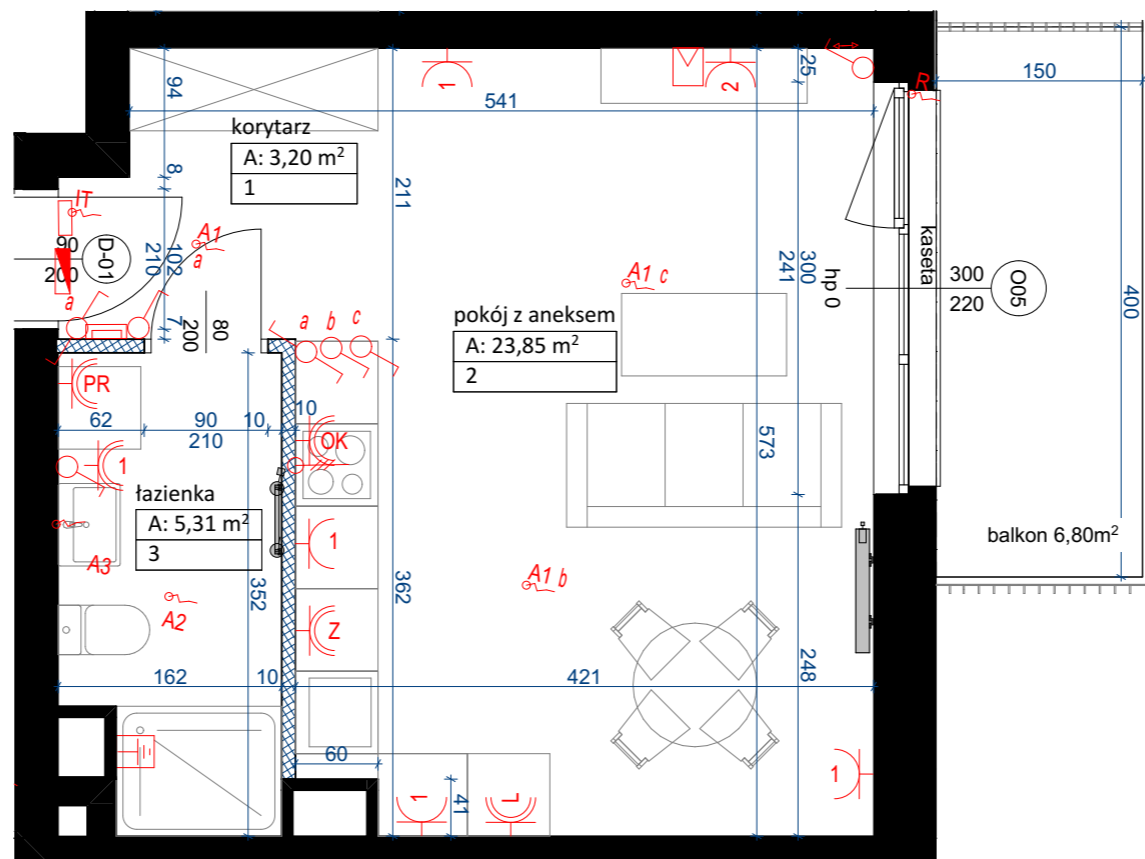 94
541
25
150
1
2
R
korytarz
A: 3,20 m²
1
8
211
IT
A1
a
90
200
D-01
102
210
a
7
80
200
a
b
c
A1 c
pokój z aneksem
A: 23,85 m²
2
300
241
hp 0
kaseta
300
220
O05
400
PR
62
90
210
10
10
OK
1
573
łazienka
A: 5,31 m²
3
1
A3
A2
352
362
Z
A1 b
balkon 6,80m²
162
10
421
248
60
1
41
L
1